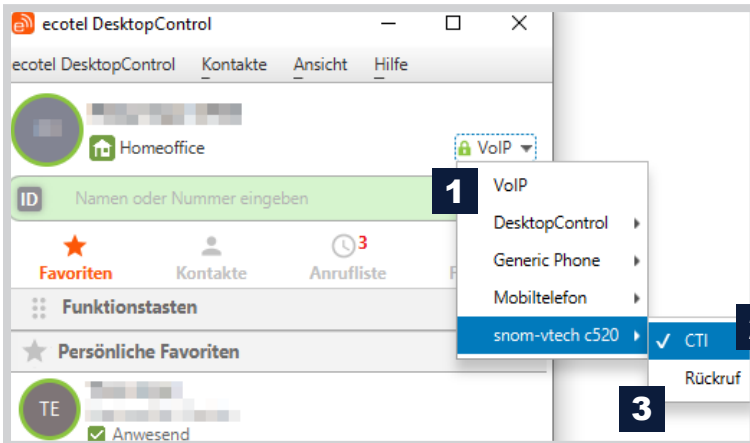 ecotel DesktopControl
ecotel DesktopControl Kontakte Ansicht Hilfe
Homeoffice
VoIP
ID Namen oder Nummer eingeben
1
VoIP
DesktopControl
Generic Phone
Mobiltelefon
snom-vtech c520
3
Favoriten Kontakte Anrufliste
Funktionstasten
Persönliche Favoriten
CTI
Rückruf
3
TE
Anwesend